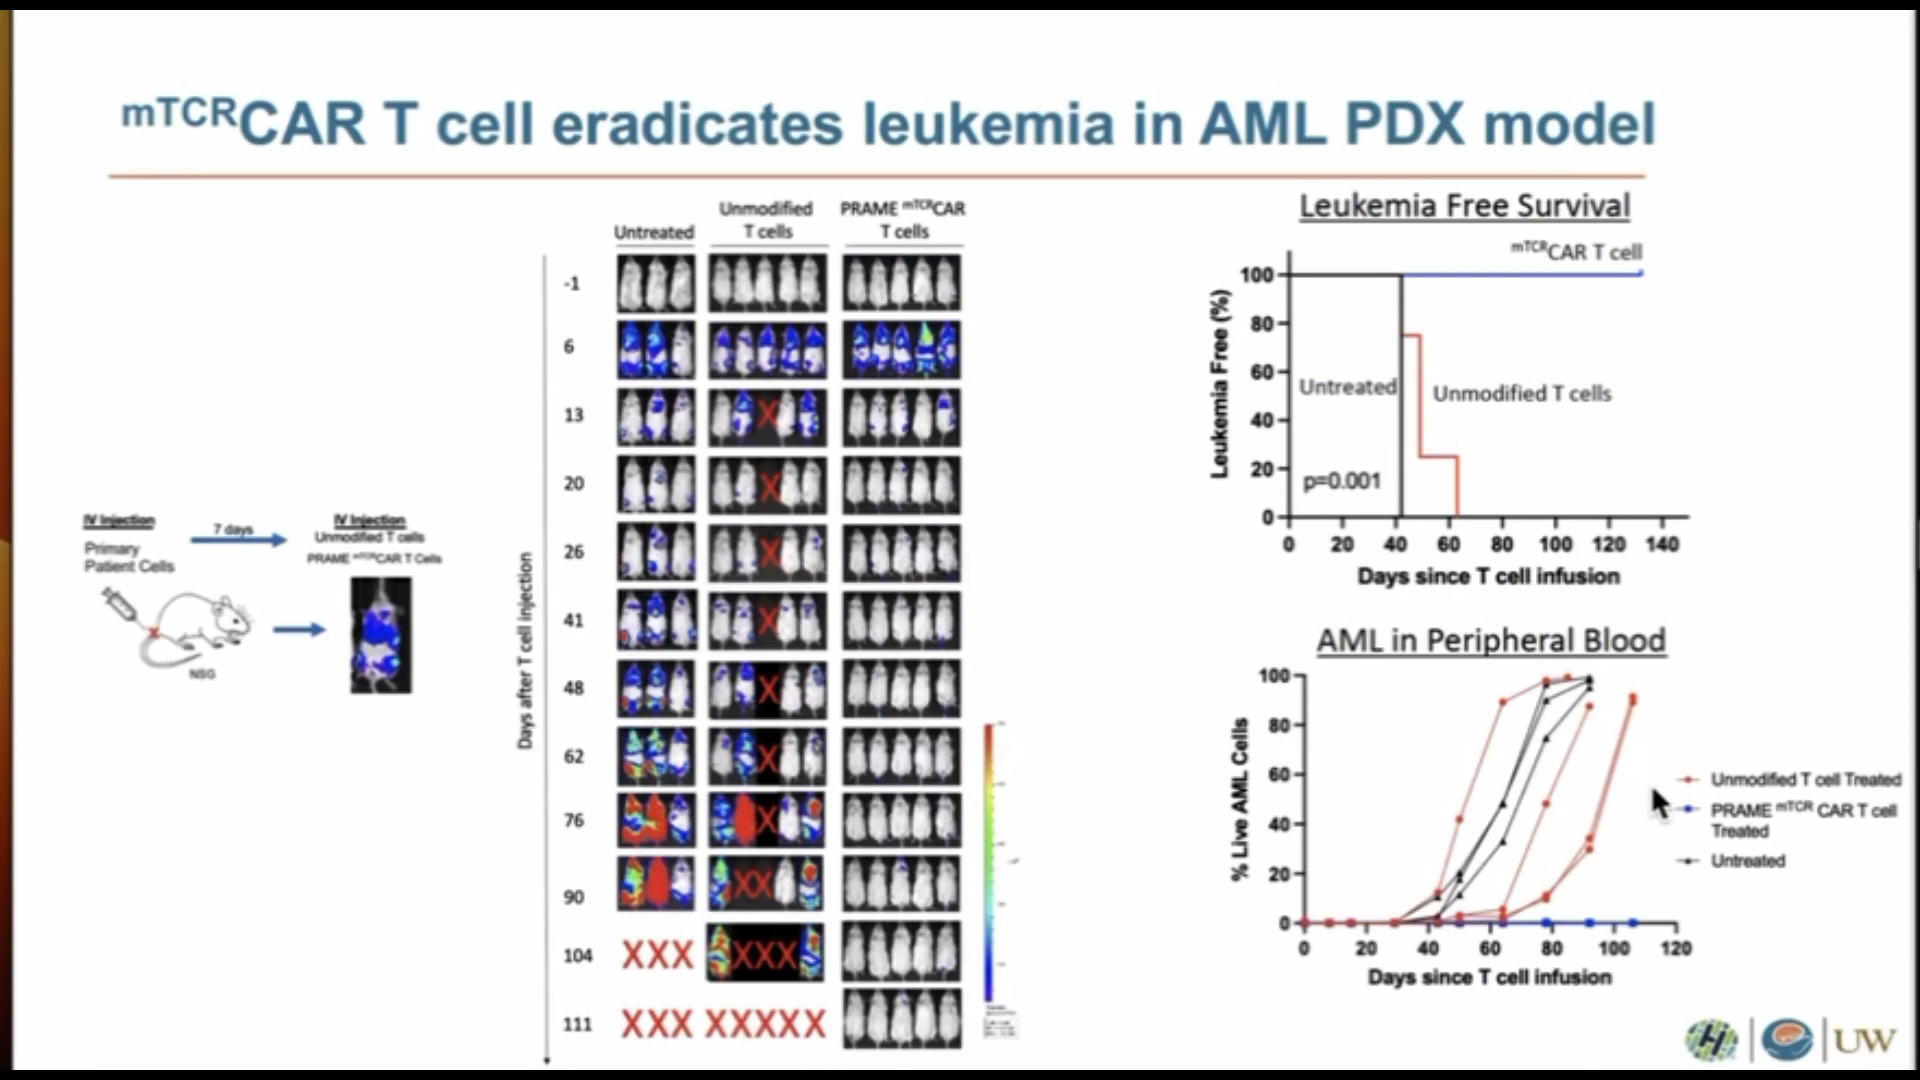 mTCRCAR T cell eradicates leukemia in AML PDX model
IV Injection
Primary
Patient Cells
7 days
IV Injection
Unmodified T cells
PRAME mTCRCAR T Cells
NSG
Days after T cell injection
Untreated
Unmodified
T cells
PRAME mTCRCAR
T cells
-1
6
13
X
20
X
26
X
41
X
48
X
62
X
76
X
90
XX
104
XXX
XXX
111
XXX
XXXXX
Leukemia Free Survival
mTCRCAR T cell
Leukemia Free (%)
100
80
60
40
20
0
Untreated
Unmodified T cells
p=0.001
0 20 40 60 80 100 120 140
Days since T cell infusion
AML in Peripheral Blood
% Live AML Cells
100
80
60
40
20
0
0 20 40 60 80 100 120
Days since T cell infusion
Unmodified T cell Treated
PRAME mTCR CAR T cell
Treated
Untreated
H
UW